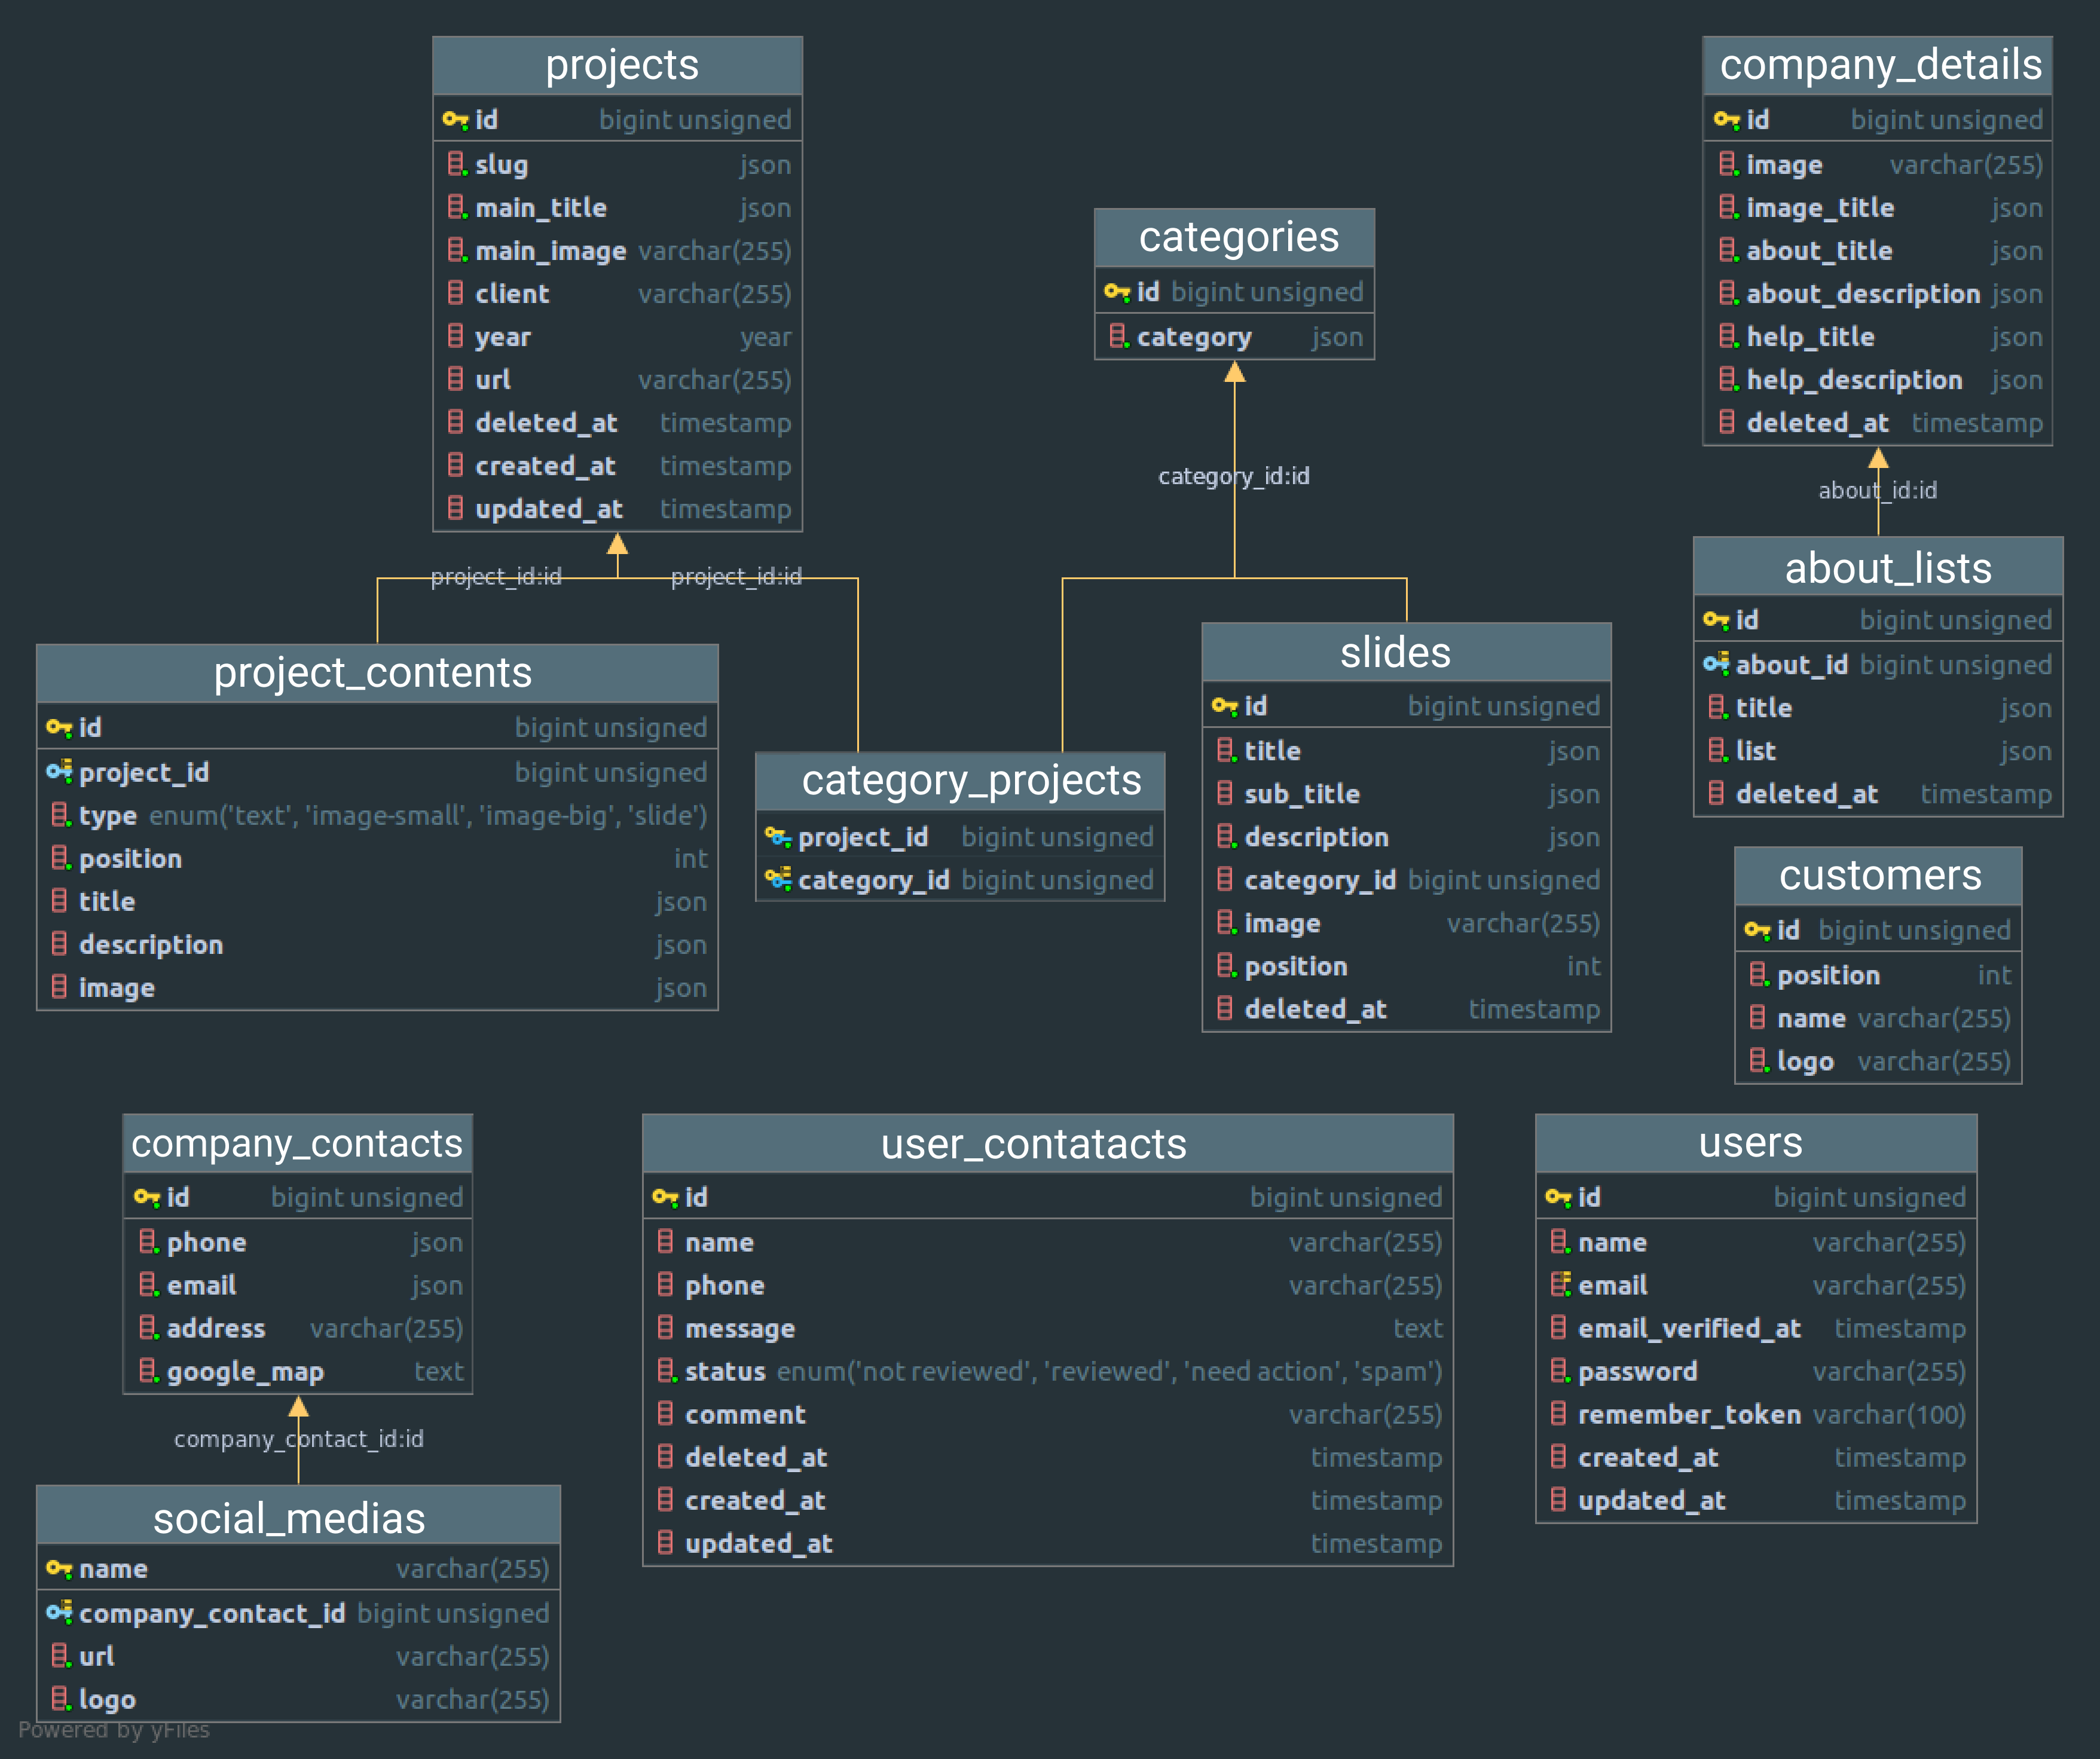 projects
id bigint unsigned
slug json
main_title json
main_image varchar(255)
client varchar(255)
year year
url varchar(255)
deleted_at timestamp
created_at timestamp
updated_at timestamp
categories
id bigint unsigned
category json
company_details
id bigint unsigned
image varchar(255)
image_title json
about_title json
about_description json
help_title json
help_description json
deleted_at timestamp
category_id:id
about_id:id
project_id:id
project_id:id
project_contents
id bigint unsigned
project_id bigint unsigned
type enum('text', 'image-small', 'image-big', 'slide')
position int
title json
description json
image json
category_projects
project_id bigint unsigned
category_id bigint unsigned
slides
id bigint unsigned
title json
sub_title json
description json
category_id bigint unsigned
image varchar(255)
position int
deleted_at timestamp
about_lists
id bigint unsigned
about_id bigint unsigned
title json
list json
deleted_at timestamp
customers
id bigint unsigned
position int
name varchar(255)
logo varchar(255)
company_contacts
id bigint unsigned
phone json
email json
address varchar(255)
google_map text
company_contact_id:id
social_medias
name varchar(255)
company_contact_id bigint unsigned
url varchar(255)
logo varchar(255)
user_contatacts
id bigint unsigned
name varchar(255)
phone varchar(255)
message text
status enum('not reviewed', 'reviewed', 'need action', 'spam')
comment varchar(255)
deleted_at timestamp
created_at timestamp
updated_at timestamp
users
id bigint unsigned
name varchar(255)
email varchar(255)
email_verified_at timestamp
password varchar(255)
remember_token varchar(100)
created_at timestamp
updated_at timestamp
Powered by yFiles